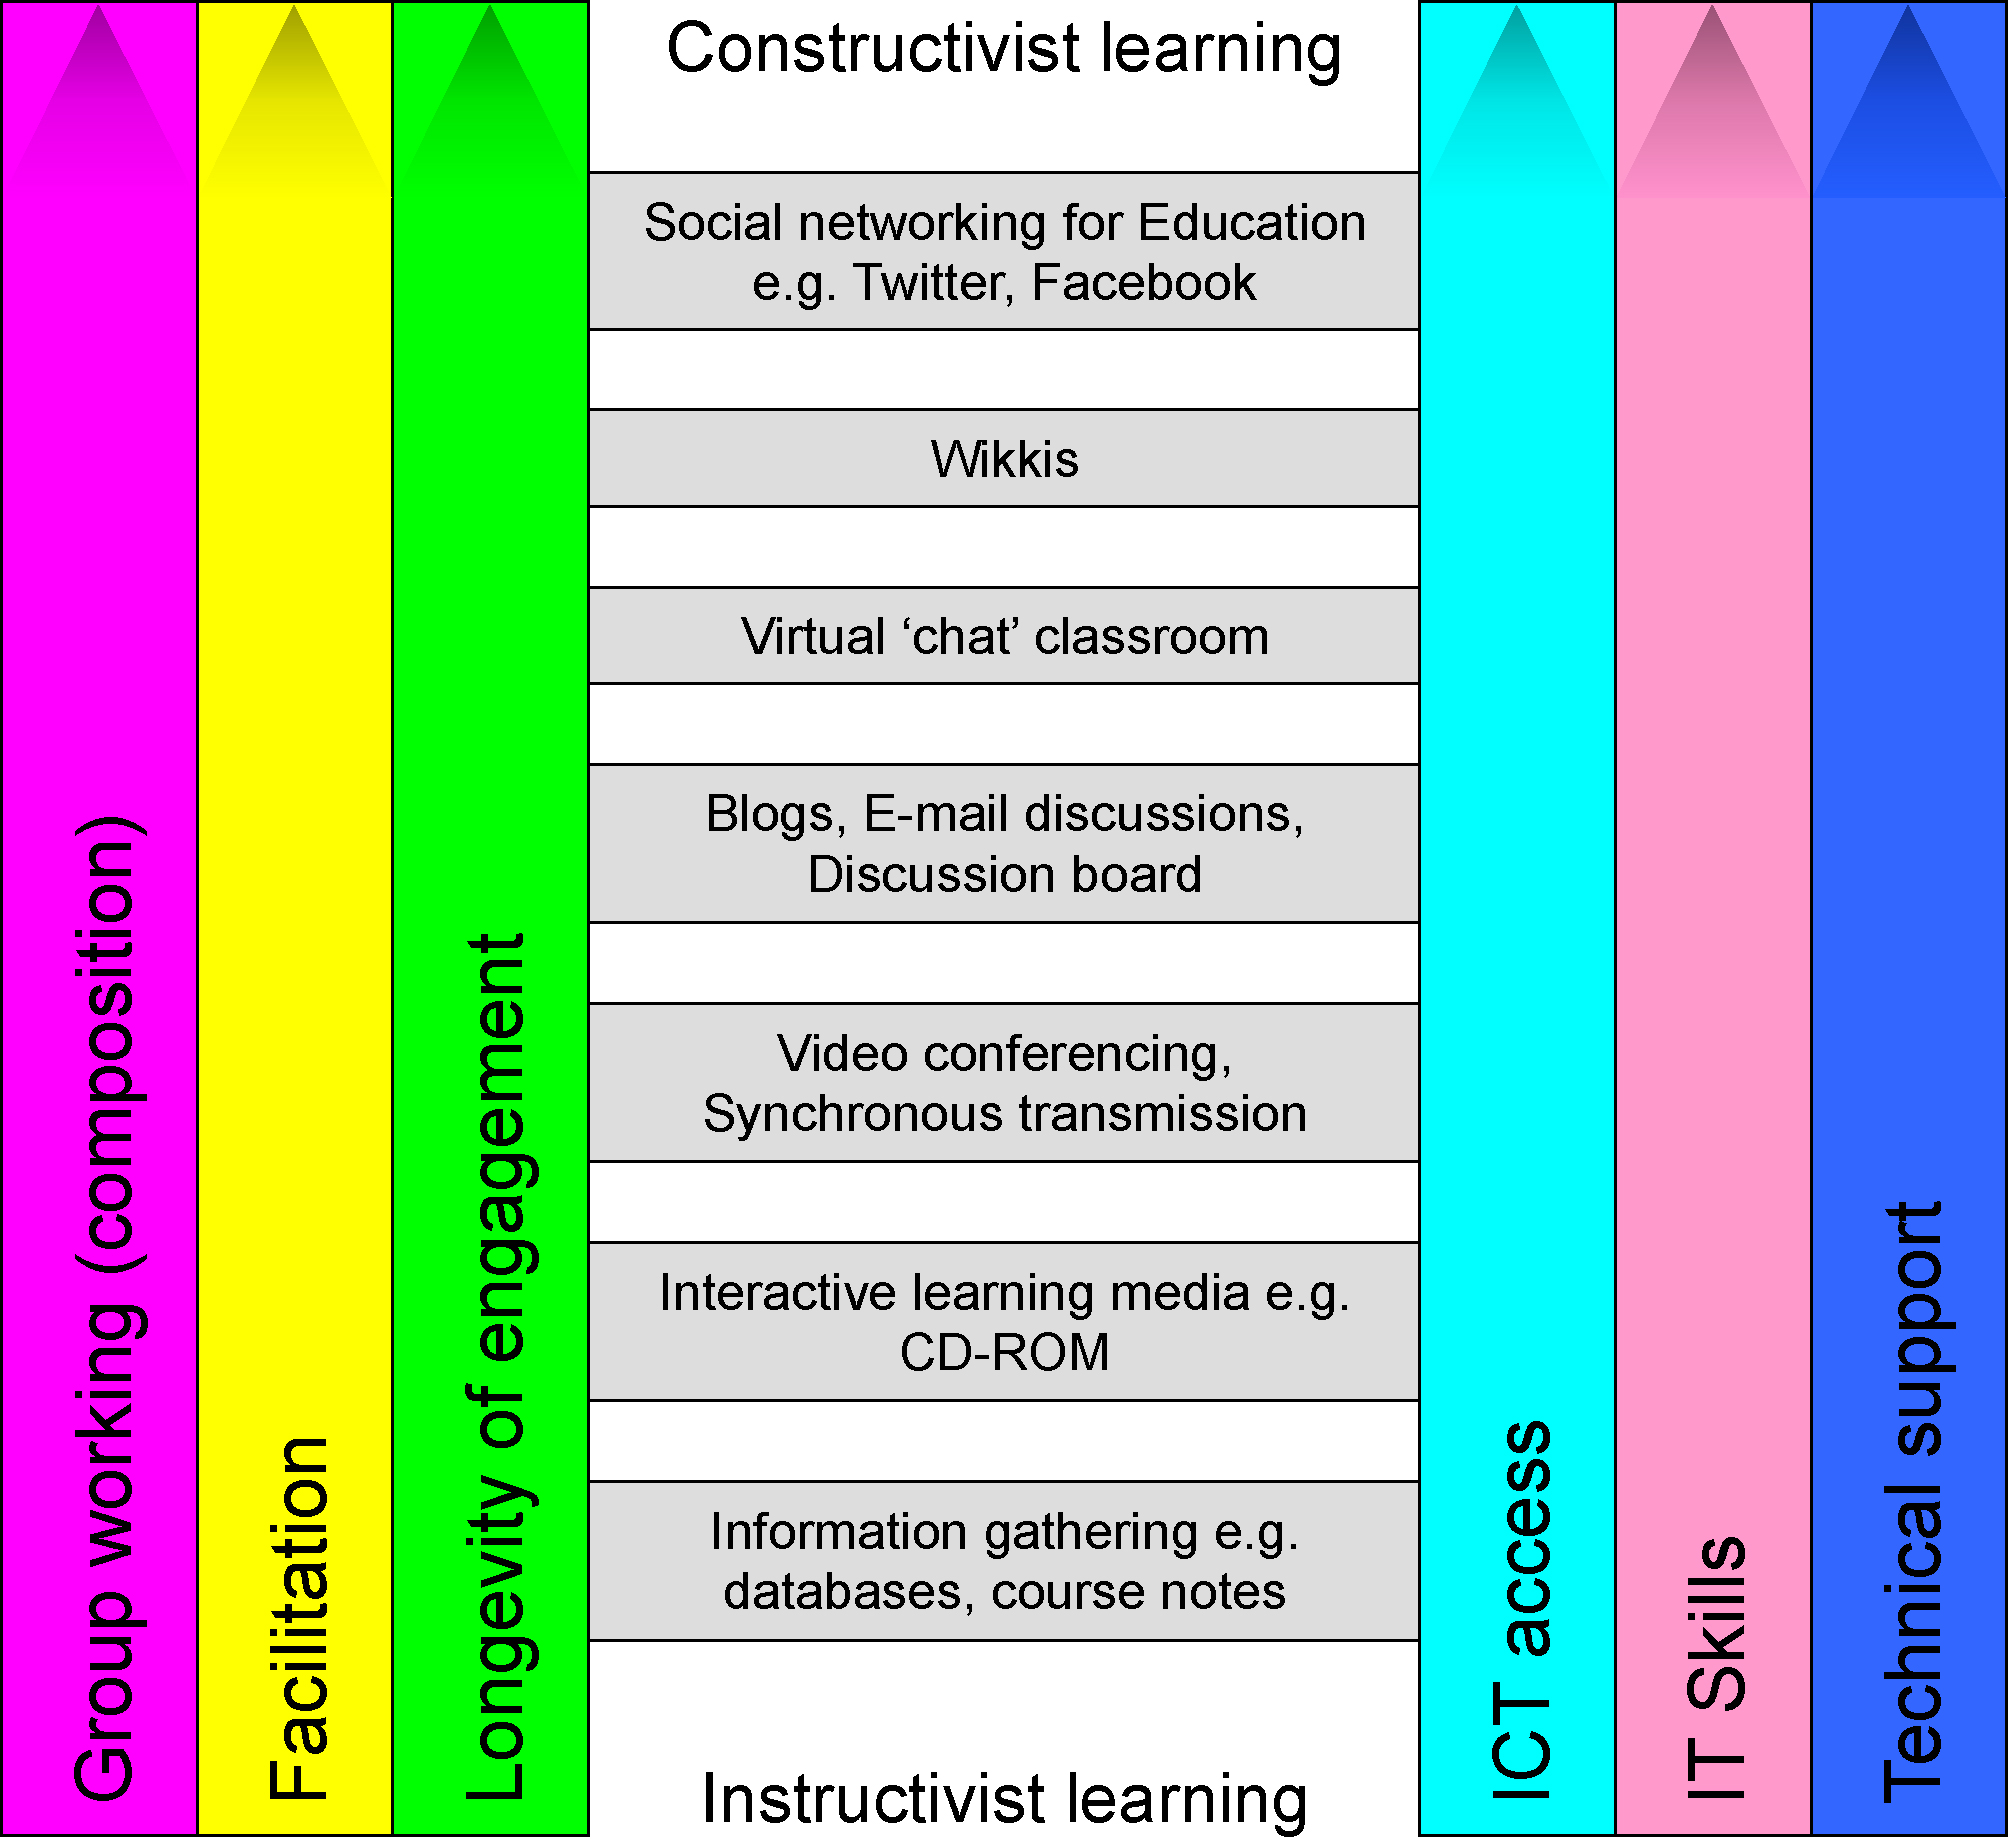 Constructivist learning
Social networking for Education
e.g. Twitter, Facebook
Wikkis
Virtual ‘chat’ classroom
Blogs, E-mail discussions,
Discussion board
Video conferencing,
Synchronous transmission
Interactive learning media e.g.
CD-ROM
Information gathering e.g.
databases, course notes
Instructivist learning
Group working (composition)
Facilitation
Longevity of engagement
ICT access
IT Skills
Technical support